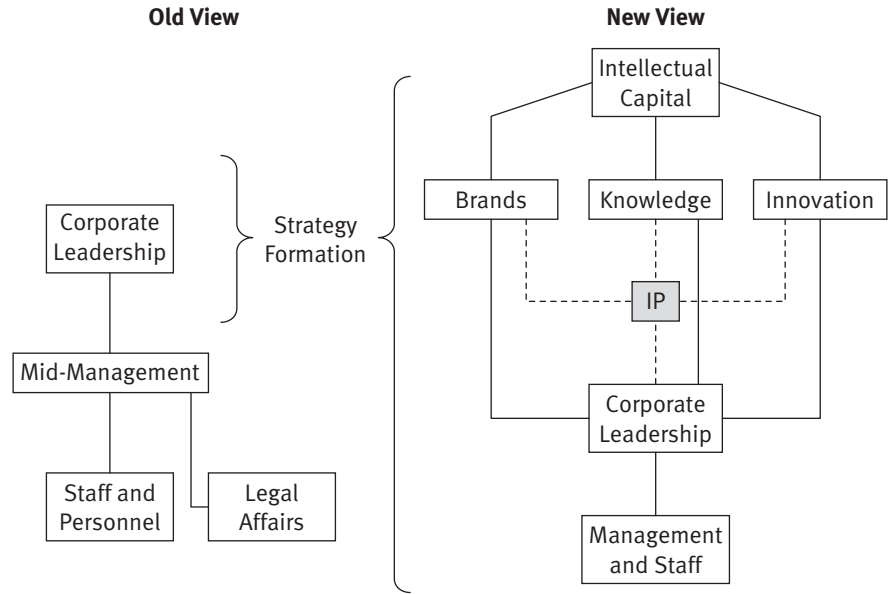 Old View
Corporate
Leadership
Mid-Management
Staff and
Personnel
Legal
Affairs
Strategy
Formation
New View
Intellectual
Capital
Brands
Knowledge
Innovation
IP
Corporate
Leadership
Management
and Staff